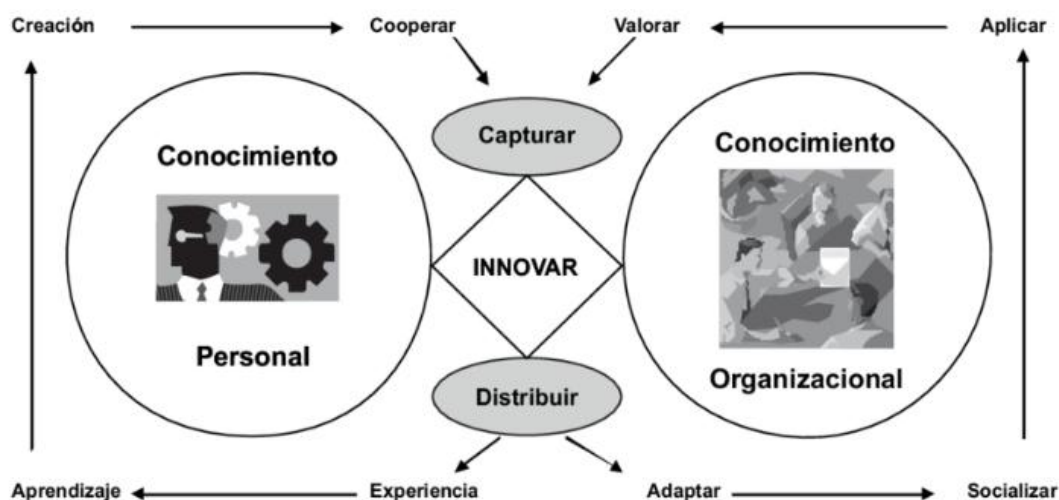 Creación
Cooperar
Valorar
Aplicar
Capturar
Conocimiento
Personal
INNOVAR
Conocimiento
Organizacional
Distribuir
Aprendizaje
Experiencia
Adaptar
Socializar